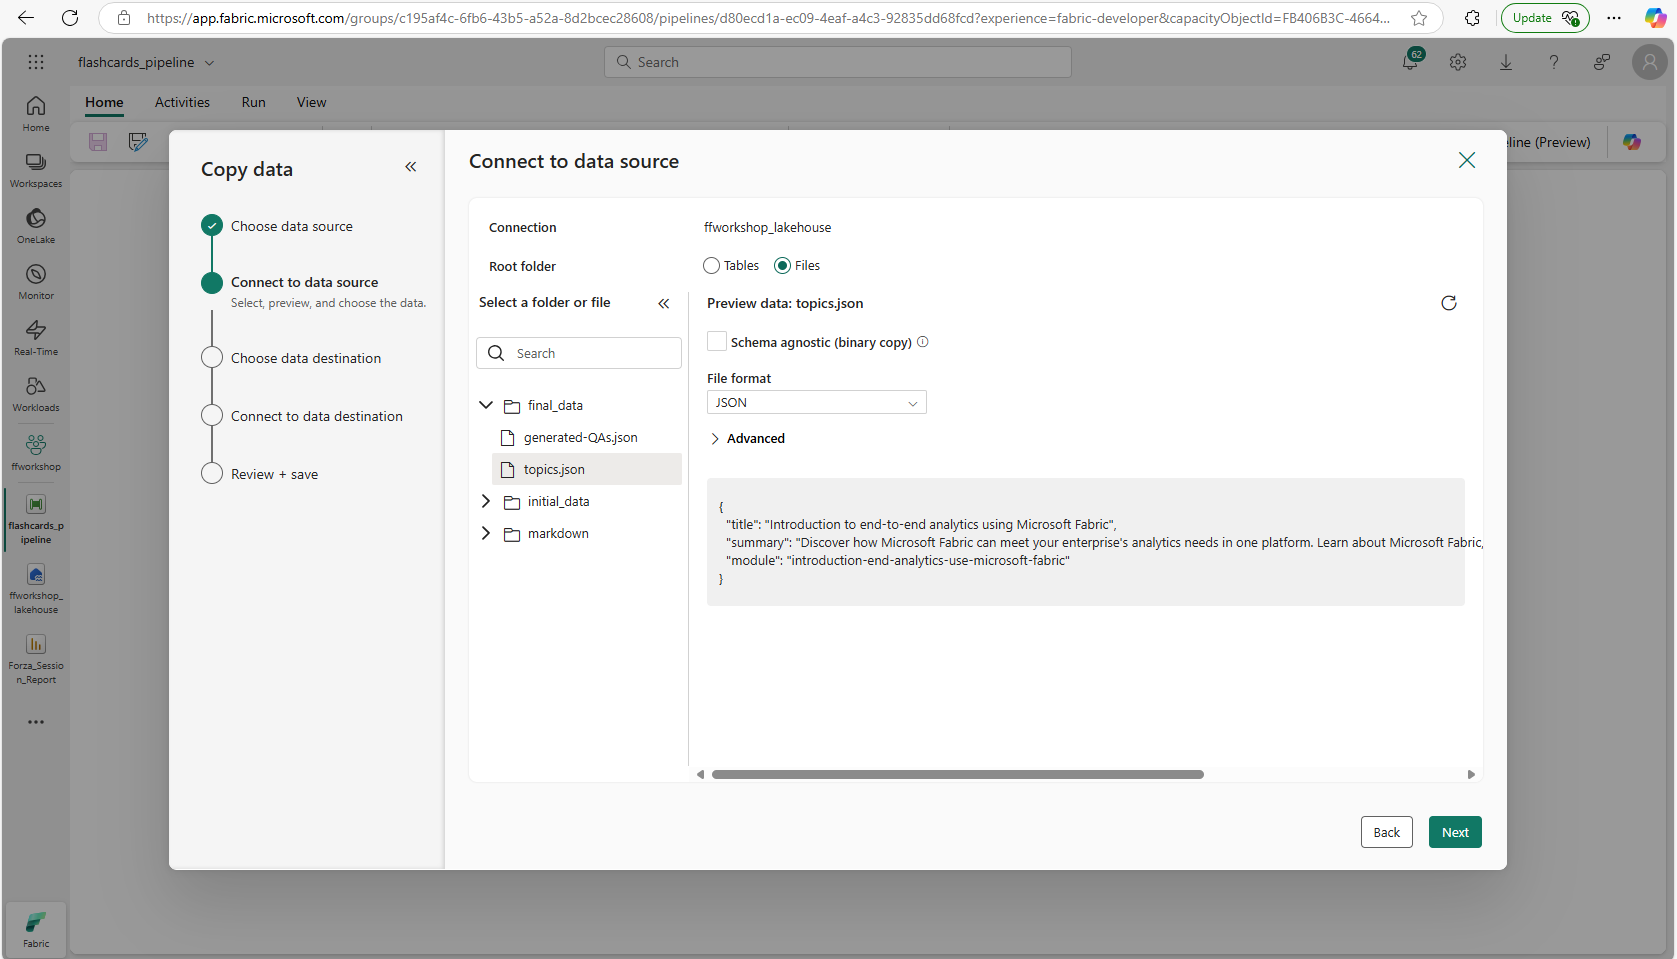 https://app.fabric.microsoft.com/groups/c195af4c-6fb6-43b5-a52a-8d2bcec28608/pipelines/d80ecd1a-ec09-4eaf-a4c3-92835dd68fcd?experience=fabric-developer&capacityObjectId=FB406B3C-4664...
Update
flashcards_pipeline
Search
62
Home
Activities
Run
View
eline (Preview)
Home
Workspaces
OneLake
Monitor
Real-Time
Workloads
ffworkshop
flashcards_p
ipeline
ffworkshop_
lakehouse
Forza_Sessio
n_Report
Fabric
Copy data
Choose data source
Connect to data source
Select, preview, and choose the data.
Choose data destination
Connect to data destination
Review + save
Connect to data source
Connection
ffworkshop_lakehouse
Root folder
Tables
Files
Select a folder or file
Search
final_data
generated-QAs.json
topics.json
initial_data
markdown
Preview data: topics.json
Schema agnostic (binary copy)
File format
JSON
Advanced
{
"title": "Introduction to end-to-end analytics using Microsoft Fabric",
"summary": "Discover how Microsoft Fabric can meet your enterprise's analytics needs in one platform. Learn about Microsoft Fabric,
"module": "introduction-end-analytics-use-microsoft-fabric"
}
Back
Next